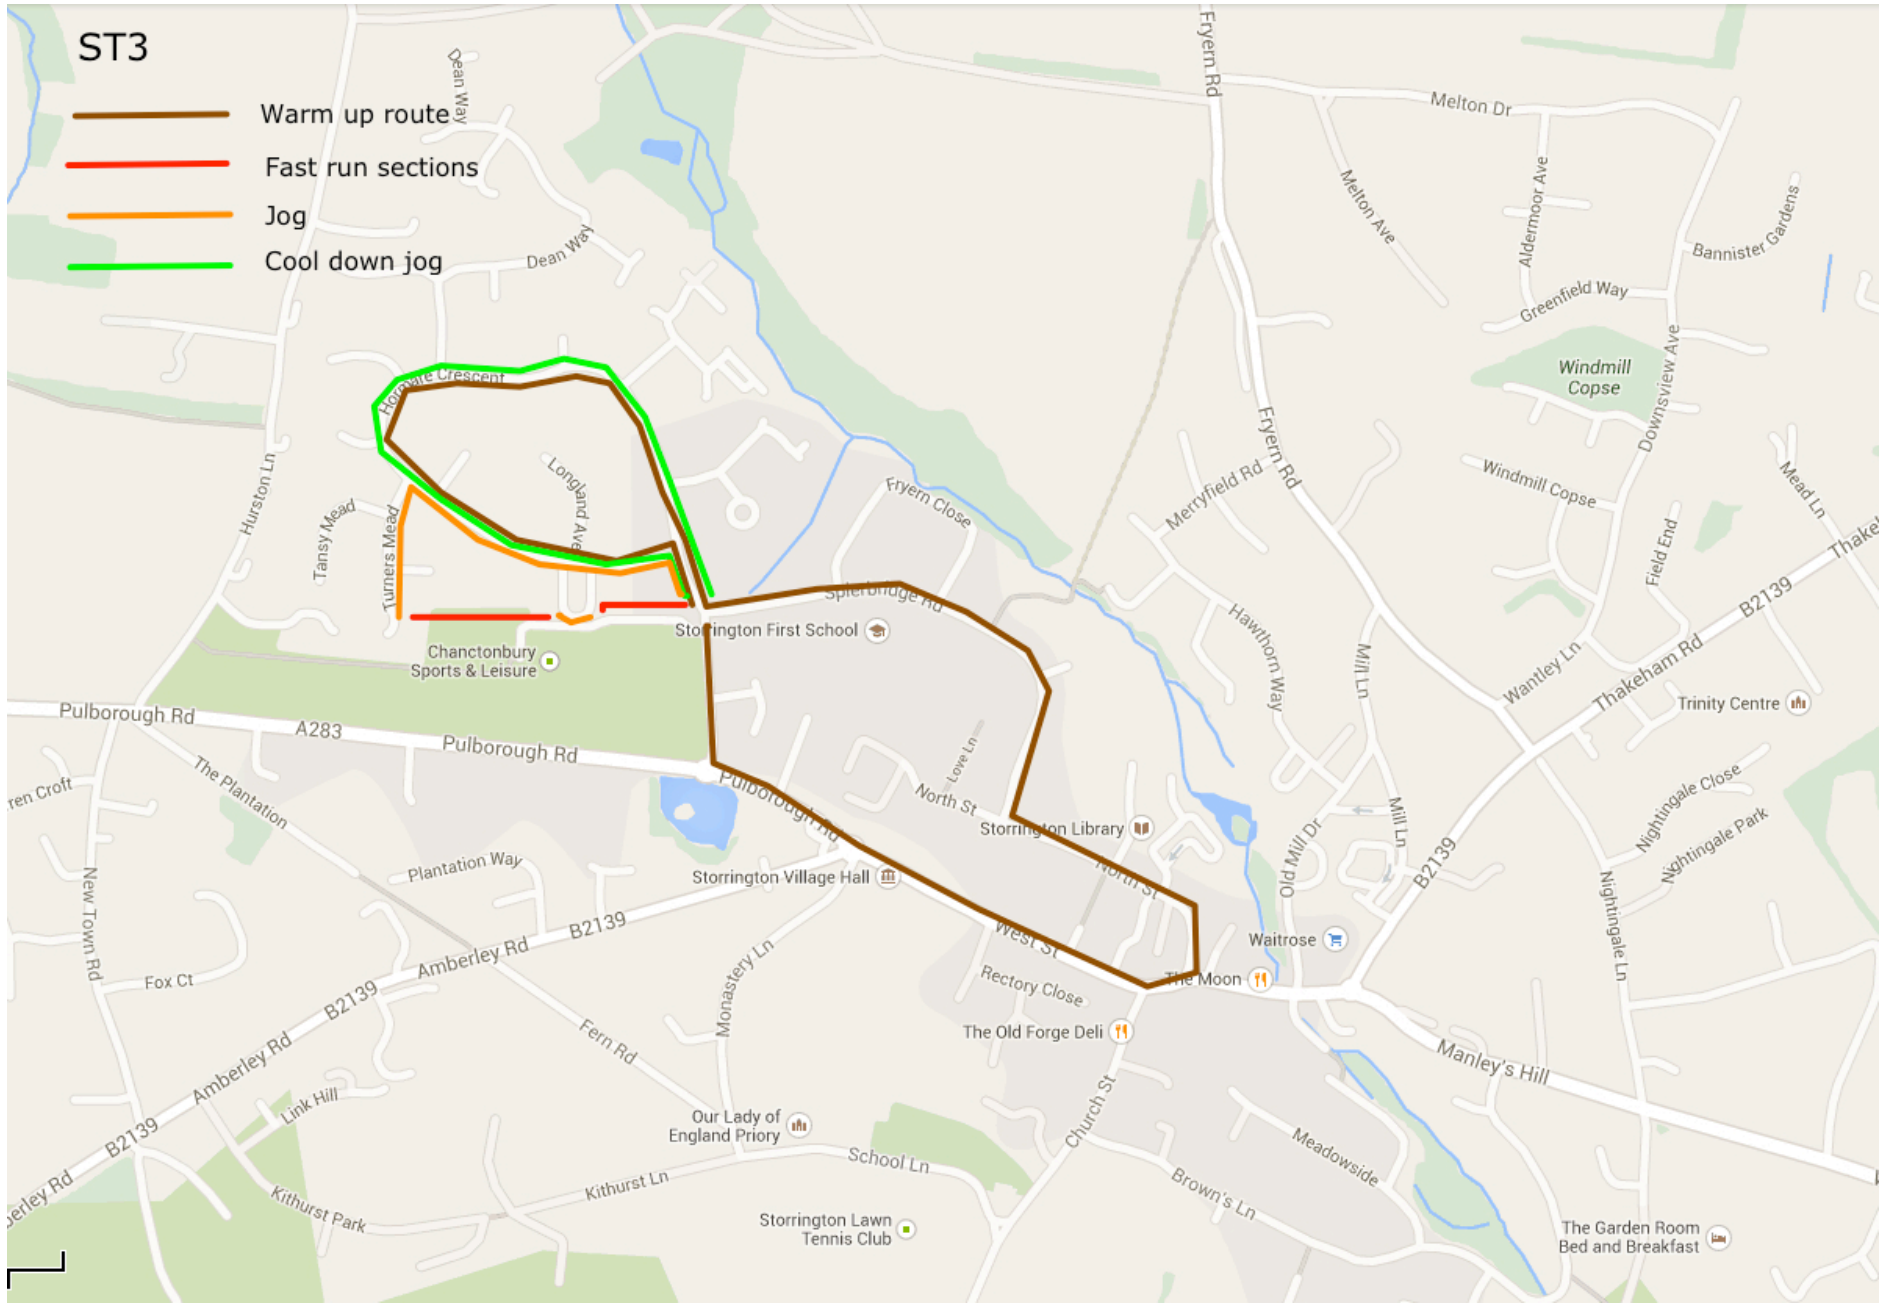 ST3
Warm up route
Fast run sections
Jog
Cool down jog
Dean Way
Dean Way
Fryern Rd
Melton Dr
Melton Ave
Aldermoor Ave
Bannister Gardens
Greenfield Way
Windmill
Copse
Downsview Ave
Hormare Crescent
Hurston Ln
Longland Ave
Tansy Mead
Turners Mead
Fryern Close
Merryfield Rd
Fryern Rd
Windmill Copse
Mead Ln
Field End
B2139
Spierbridge Rd
Storrington First School
Chanctonbury
Sports & Leisure
Hawthorn Way
Mill Ln
Wantley Ln
Thakeham Rd
Trinity Centre
Pulborough Rd
A283
Pulborough Rd
The Plantation
Pulborough Rd
Love Ln
North St
Storrington Library
North St
Old Mill Dr
Mill Ln
B2139
Nightingale Close
Nightingale Park
Nightingale Ln
Plantation Way
Storrington Village Hall
New Town Rd
B2139
Amberley Rd
Fox Ct
B2139
Monastery Ln
West St
Rectory Close
The Moon
Waitrose
The Old Forge Deli
Manley's Hill
Amberley Rd
Fern Rd
Link Hill
B2139
Our Lady of
England Priory
Church St
School Ln
Kithurst Ln
Kithurst Park
Meadowside
Brown's Ln
Storrington Lawn
Tennis Club
The Garden Room
Bed and Breakfast